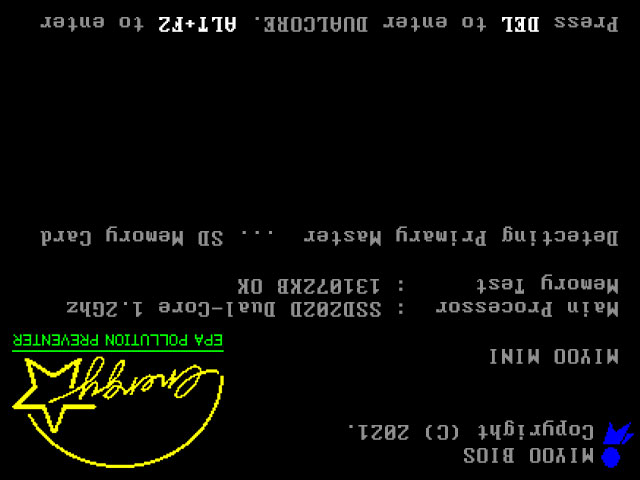 MIYOO BIOS
Copyright (C) 2021.
MIYOO MINI
energy
EPA POLLUTION PREVENTER
Main Processor : SSD202D Dual-Core 1.2Ghz
Memory Test : 131072KB OK
Detecting Primary Master ... SD Memory Card
Press DEL to enter DUALCORE. ALT+F2 to enter